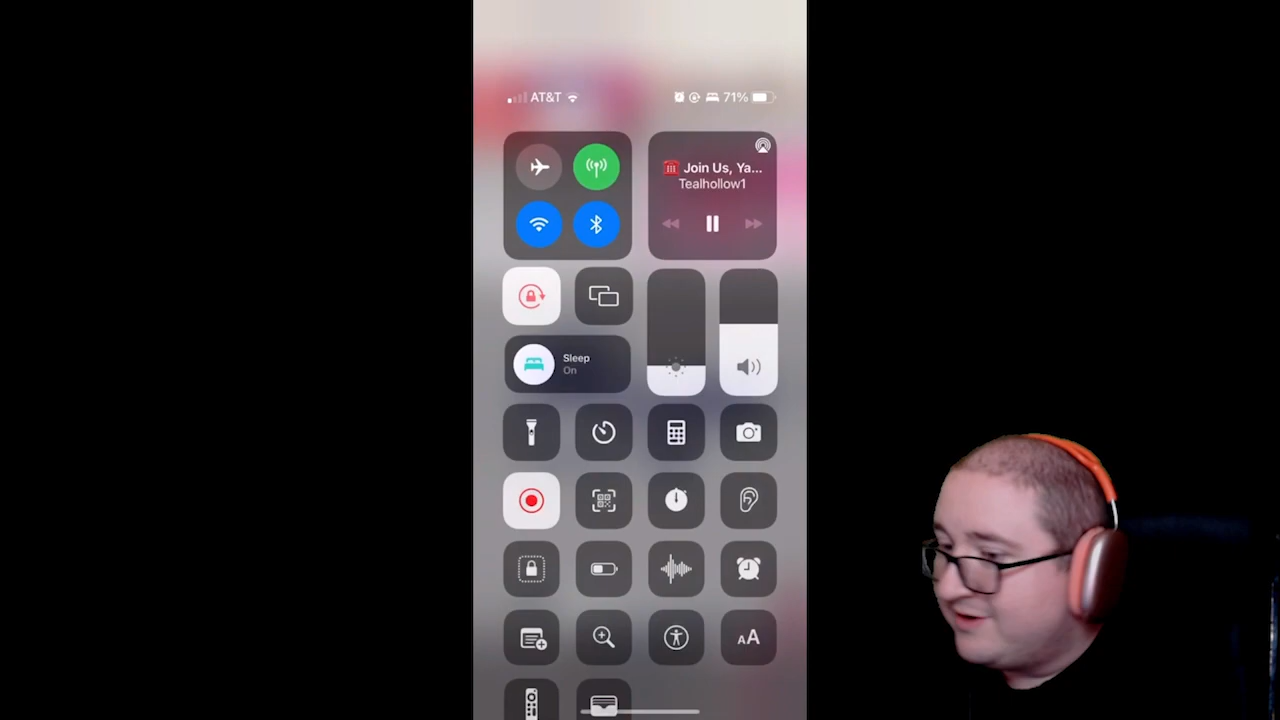 AT&T 71%
☎️ Join Us, Ya...
Tealhollow1
Sleep
On
AA